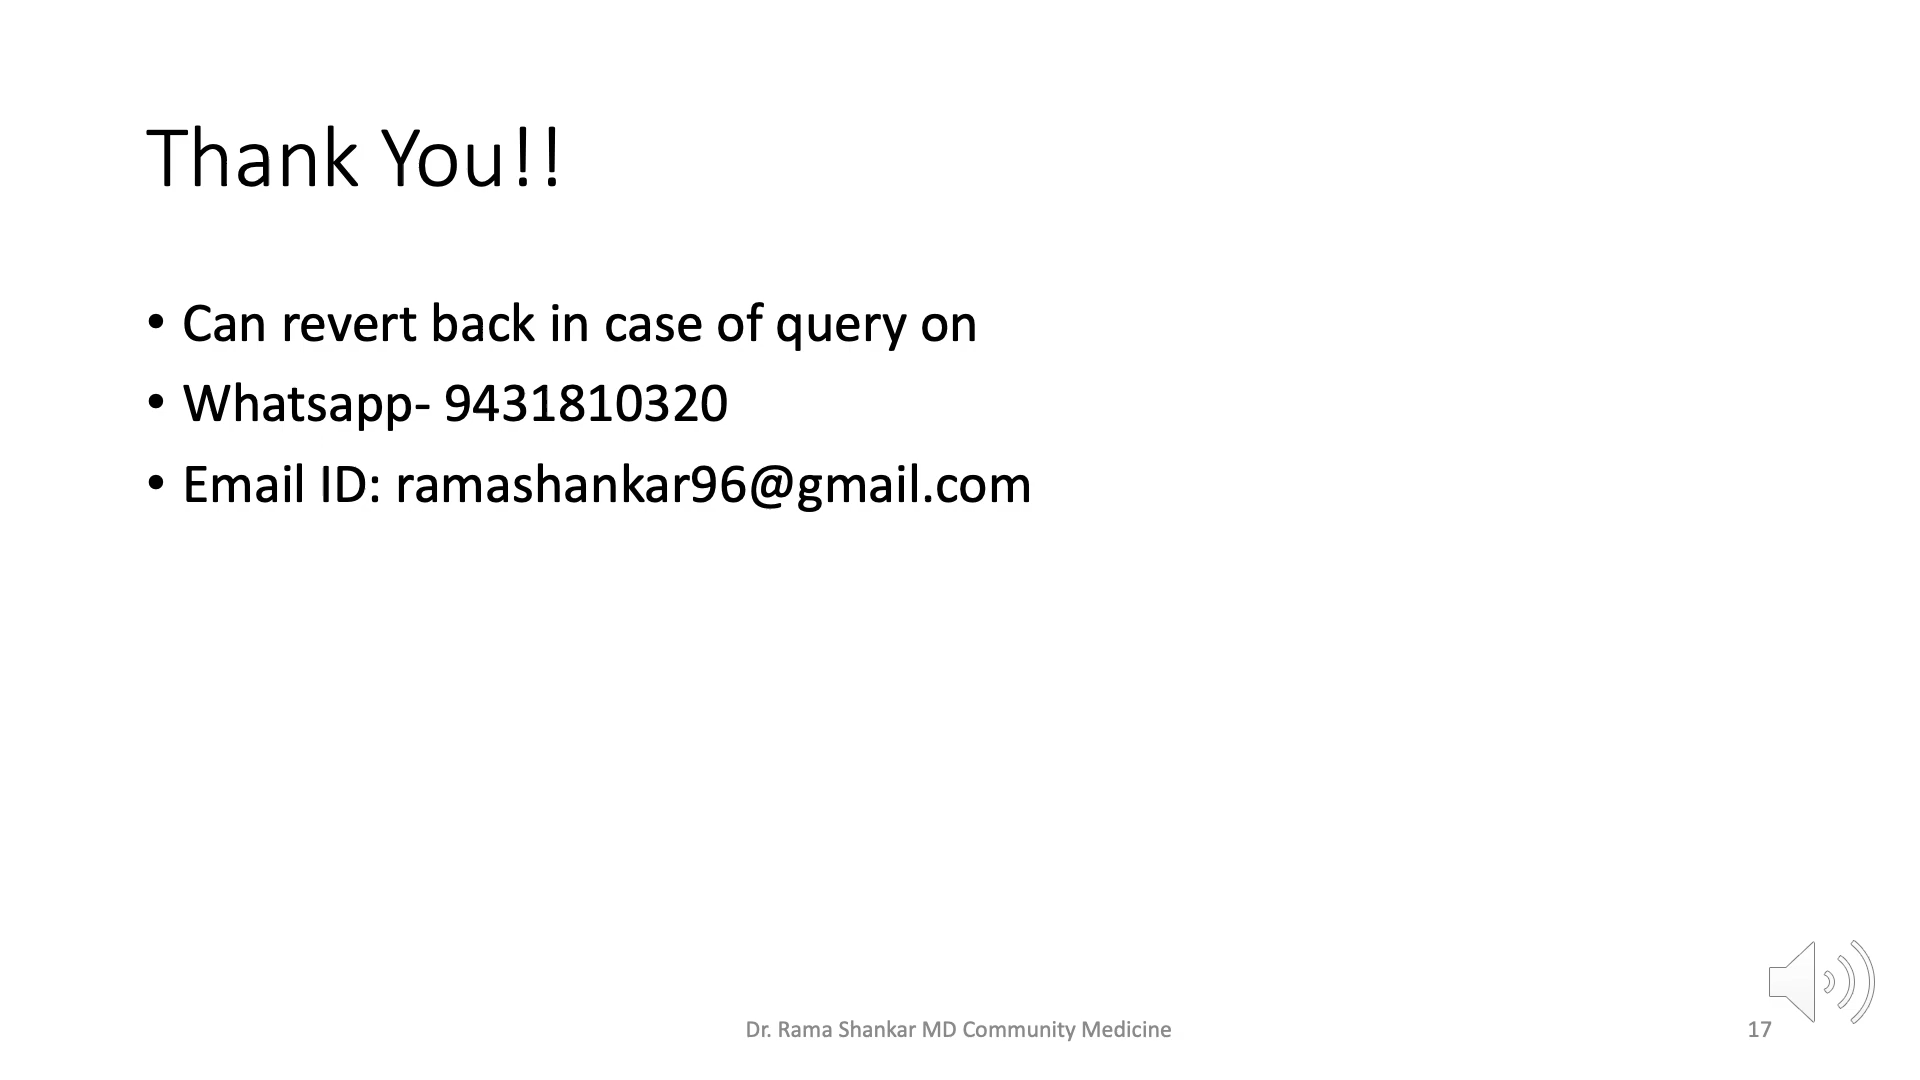 Thank You!!
• Can revert back in case of query on
• Whatsapp- 9431810320
• Email ID: ramashankar96@gmail.com
Dr. Rama Shankar MD Community Medicine
17